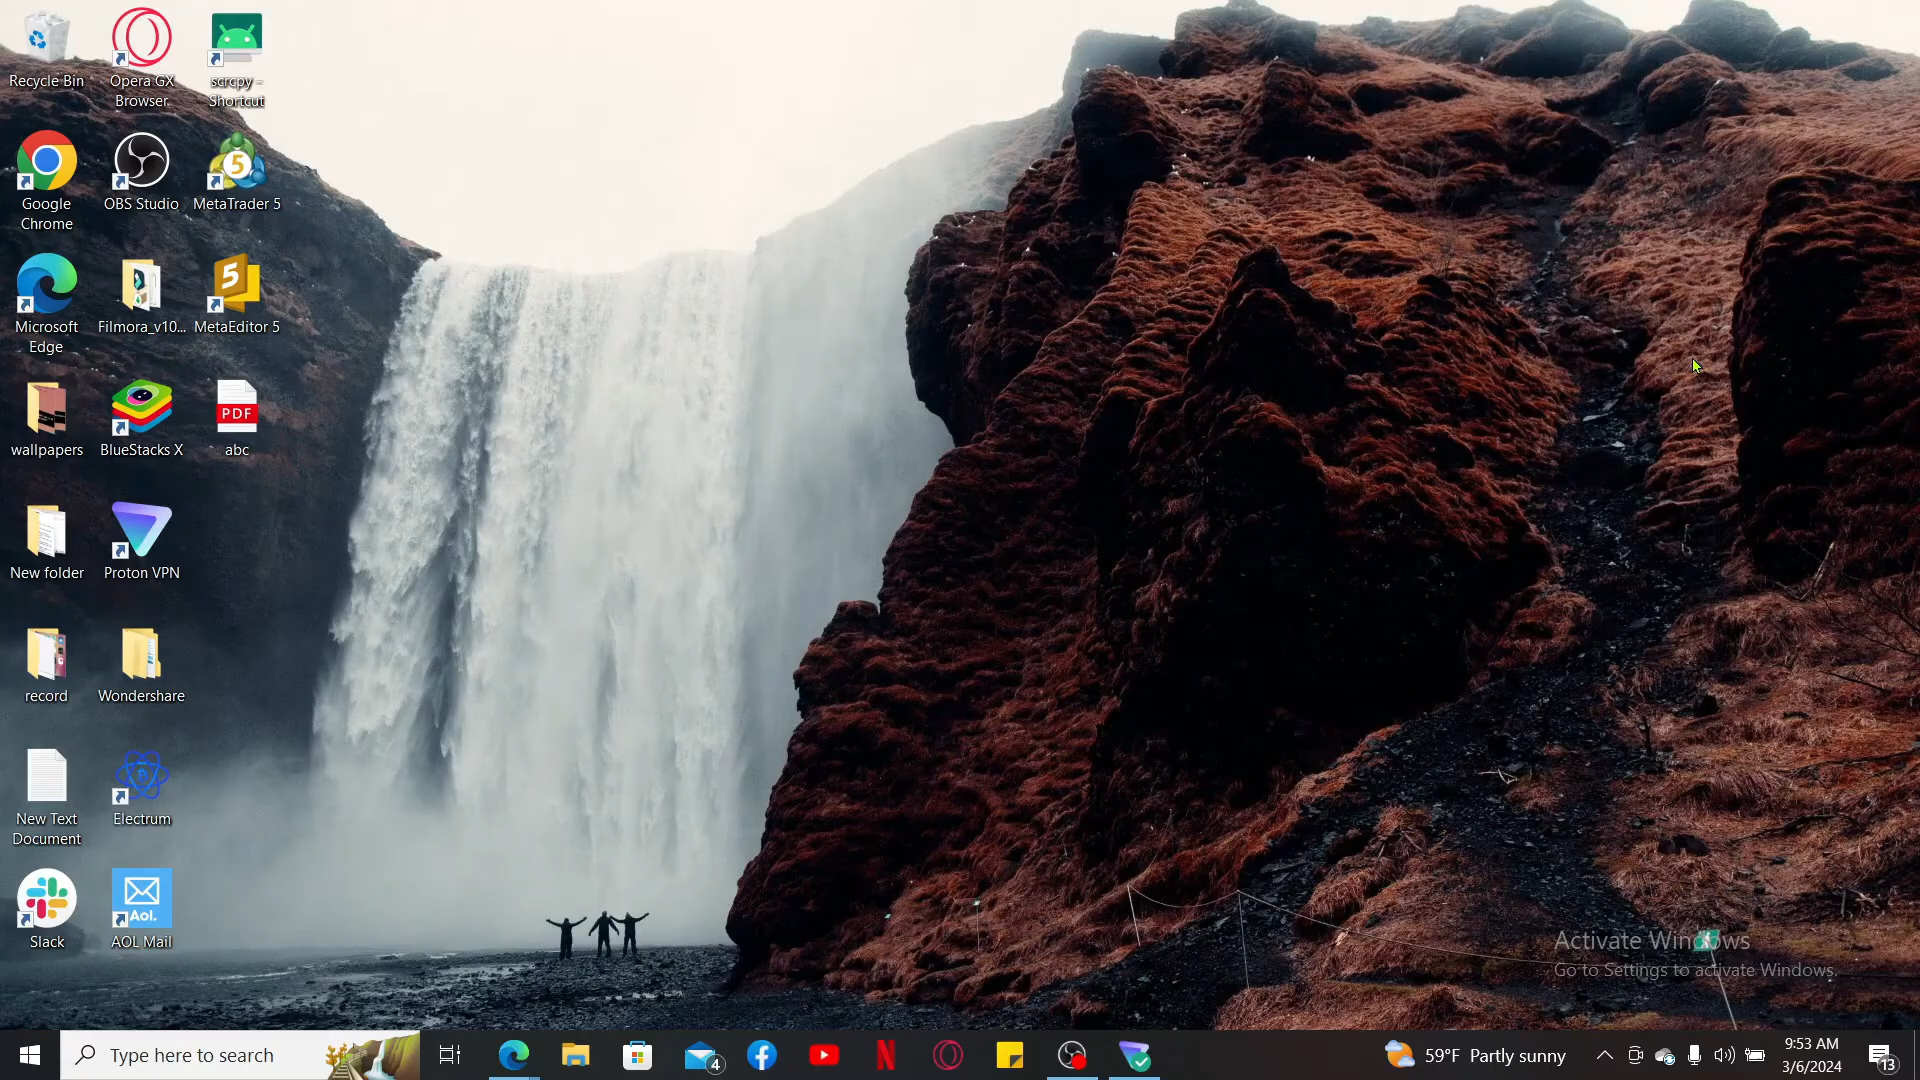 Recycle Bin
Opera GX
Browser
scrcpy -
Shortcut
Google
Chrome
OBS Studio
5
MetaTrader 5
Microsoft
Edge
Filmora_v10...
5
MetaEditor 5
wallpapers
BlueStacks X
PDF
abc
New folder
Proton VPN
record
Wondershare
New Text
Document
Electrum
Slack
Aol.
AOL Mail
Activate Windows
Go to Settings to activate Windows.
Type here to search
4
N
59°F Partly sunny
9:53 AM
3/6/2024
13